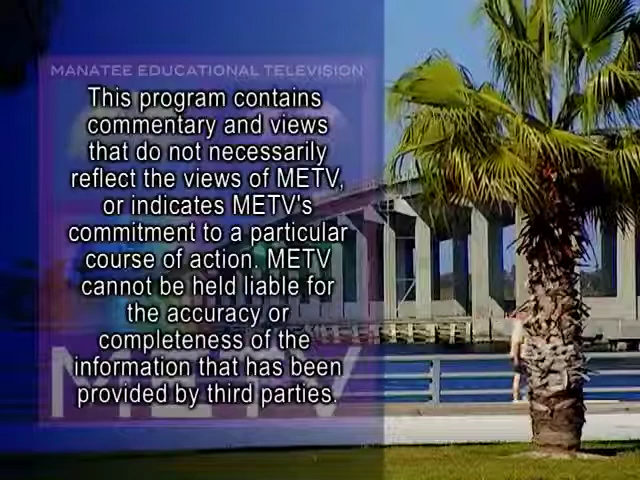 MANATEE EDUCATIONAL TELEVISION
This program contains
commentary and views
that do not necessarily
reflect the views of METV,
or indicates METV's
commitment to a particular
course of action. METV
cannot be held liable for
the accuracy or
completeness of the
information that has been
provided by third parties.
METV